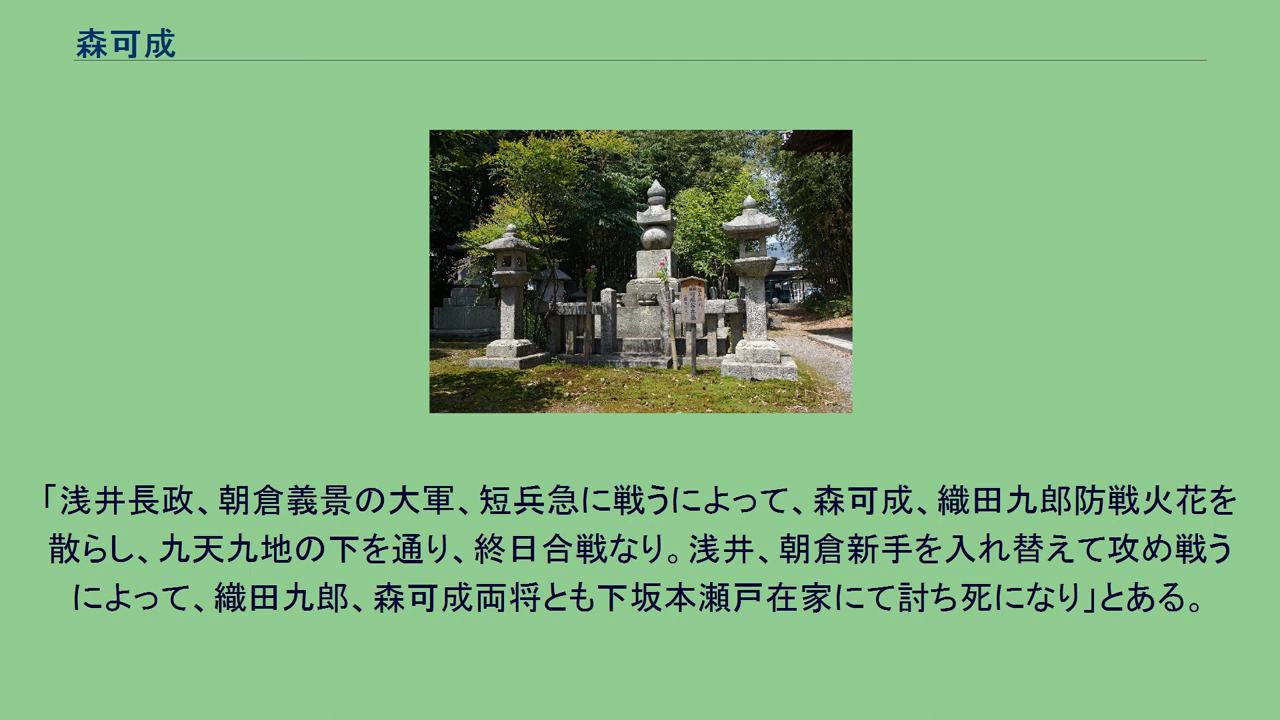 森可成
「浅井長政、朝倉義景の大軍、短兵急に戦うによって、森可成、織田九郎防戦火花を
散らし、九天九地の下を通り、終日合戦なり。浅井、朝倉新手を入れ替えて攻め戦う
によって、織田九郎、森可成両将とも下坂本瀬戸在家にて討ち死になり」とある。